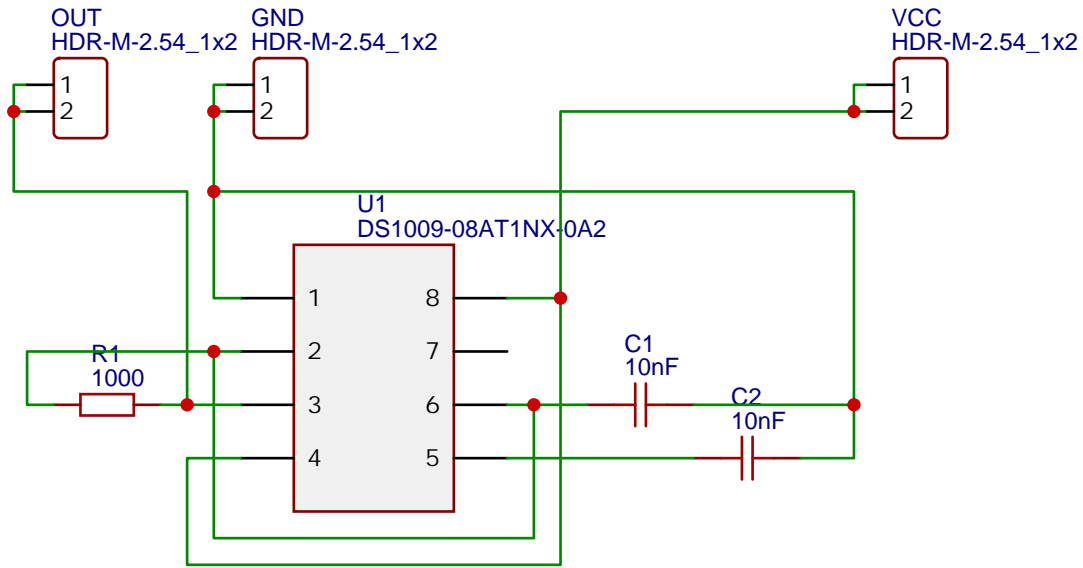 OUT
HDR-M-2.54_1x2
1
2
GND
HDR-M-2.54_1x2
1
2
VCC
HDR-M-2.54_1x2
1
2
U1
DS1009-08AT1NX-0A2
1
8
2
7
3
6
4
5
R1
1000
C1
10nF
C2
10nF